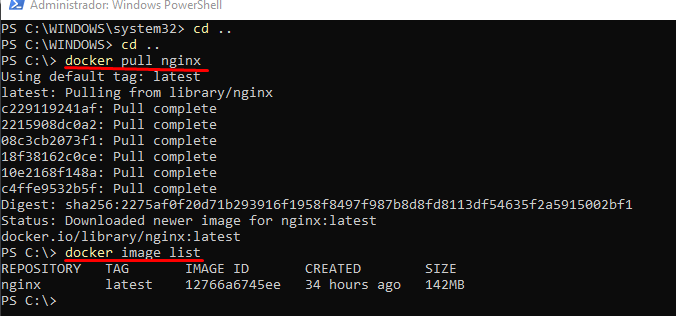 Administrador: Windows PowerShell
PS C:\WINDOWS\system32> cd ..
PS C:\WINDOWS> cd ..
PS C:\> docker pull nginx
Using default tag: latest
latest: Pulling from library/nginx
c229119241af: Pull complete
2215908dc0a2: Pull complete
08c3cb2073f1: Pull complete
18f38162c0ce: Pull complete
10e2168f148a: Pull complete
c4ffe9532b5f: Pull complete
Digest: sha256:2275af0f20d71b293916f1958f8497f987b8d8fd8113df54635f2a5915002bf1
Status: Downloaded newer image for nginx:latest
docker.io/library/nginx:latest
PS C:\> docker image list
REPOSITORY TAG IMAGE ID CREATED SIZE
nginx latest 12766a6745ee 34 hours ago 142MB
PS C:\>